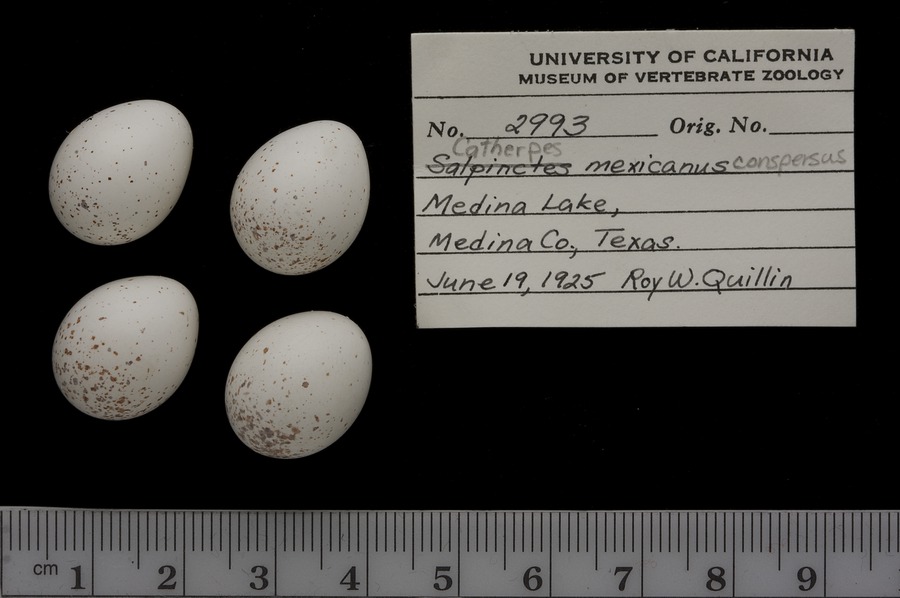 UNIVERSITY OF CALIFORNIA
MUSEUM OF VERTEBRATE ZOOLOGY
No. 2993 Orig. No.
Catherpes
Salpinctes mexicanus conspersus
Medina Lake,
Medina Co., Texas.
June 19, 1925 Roy W. Quillin
cm 1 2 3 4 5 6 7 8 9